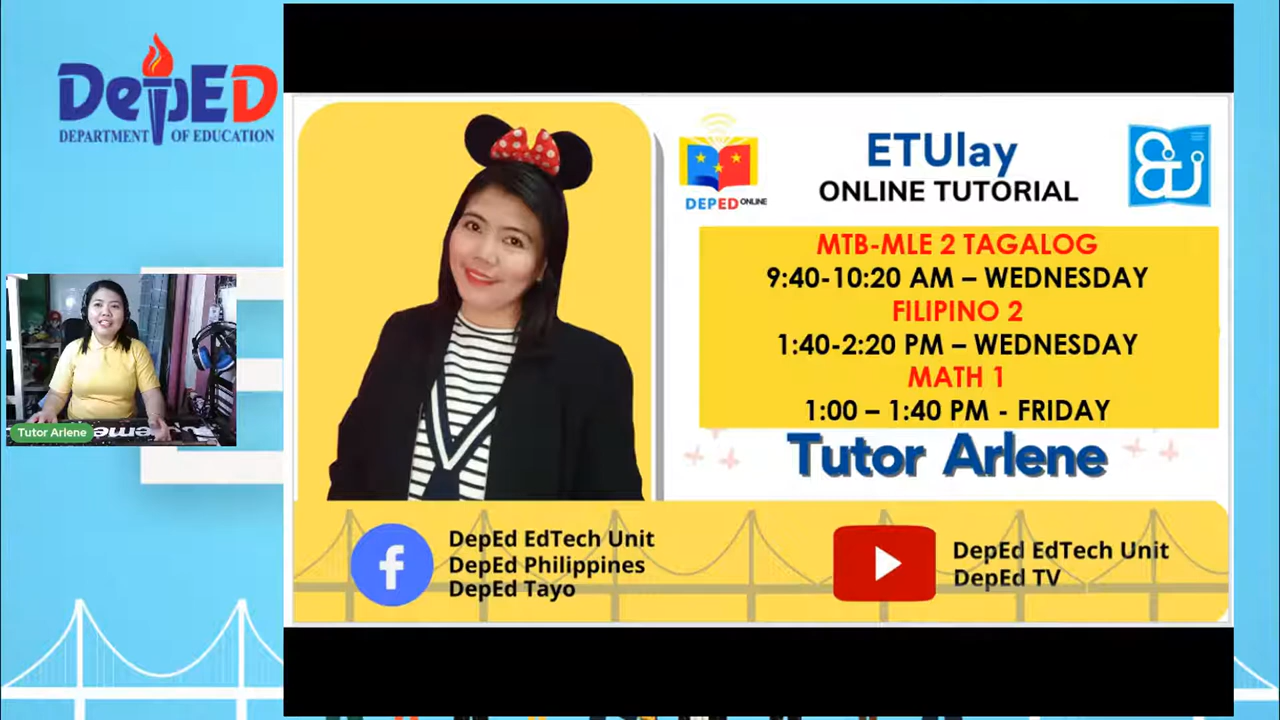 DepED
DEPARTMENT OF EDUCATION
Tutor Arlene
DEPED ONLINE
ETUlay
ONLINE TUTORIAL
MTB-MLE 2 TAGALOG
9:40-10:20 AM – WEDNESDAY
FILIPINO 2
1:40-2:20 PM – WEDNESDAY
MATH 1
1:00 – 1:40 PM - FRIDAY
Tutor Arlene
DepEd EdTech Unit
DepEd Philippines
DepEd Tayo
DepEd EdTech Unit
DepEd TV